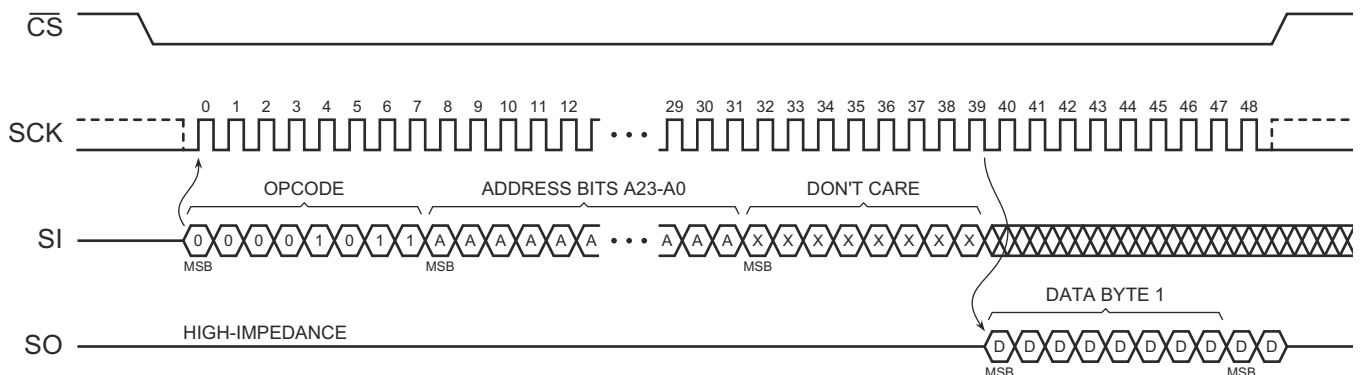 CS
0 1 2 3 4 5 6 7 8 9 10 11 12 29 30 31 32 33 34 35 36 37 38 39 40 41 42 43 44 45 46 47 48
SCK
OPCODE ADDRESS BITS A23-A0 DON'T CARE
SI 0 0 0 0 1 0 1 1 A A A A A A A A A X X X X X X X X
MSB MSB MSB
DATA BYTE 1
HIGH-IMPEDANCE
SO D D D D D D D D D D
MSB MSB